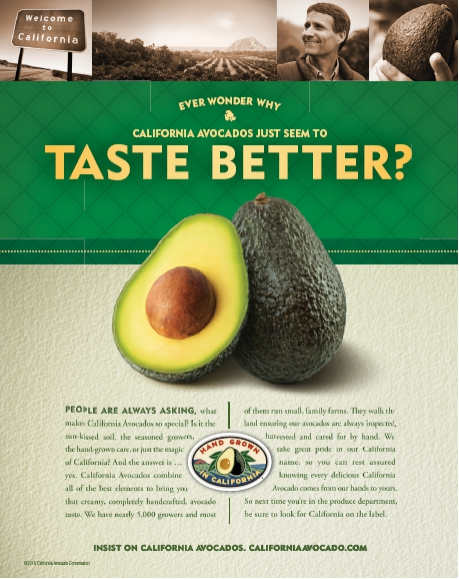 Welcome
to
California
EVER WONDER WHY
CALIFORNIA AVOCADOS JUST SEEM TO
TASTE BETTER?
PEOPLE ARE ALWAYS ASKING, what
makes California Avocados so special? Is it the
sun-kissed soil, the seasoned growers,
the hand-grown care, or just the magic
of California? And the answer is ...
yes. California Avocados combine
all of the best elements to bring you
that creamy, completely handcrafted, avocado
taste. We have nearly 5,000 growers and most
HAND GROWN
IN CALIFORNIA
of them run small, family farms. They walk the
land ensuring our avocados are always inspected,
harvested and cared for by hand. We
take great pride in our California
name, so you can rest assured
knowing every delicious California
Avocado comes from our hands to yours.
So next time you're in the produce department,
be sure to look for California on the label.
INSIST ON CALIFORNIA AVOCADOS. CALIFORNIAAVOCADO.COM
California Avocado Commission